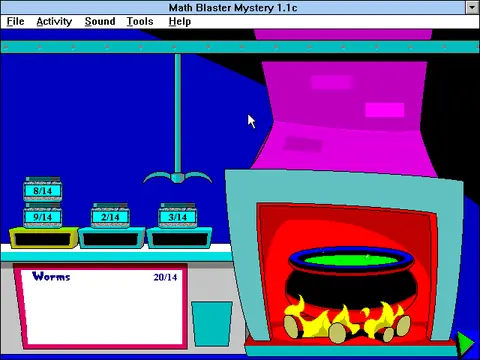 Math Blaster Mystery 1.1c
File Activity Sound Tools Help
8/14
9/14 2/14 3/14
Worms 20/14